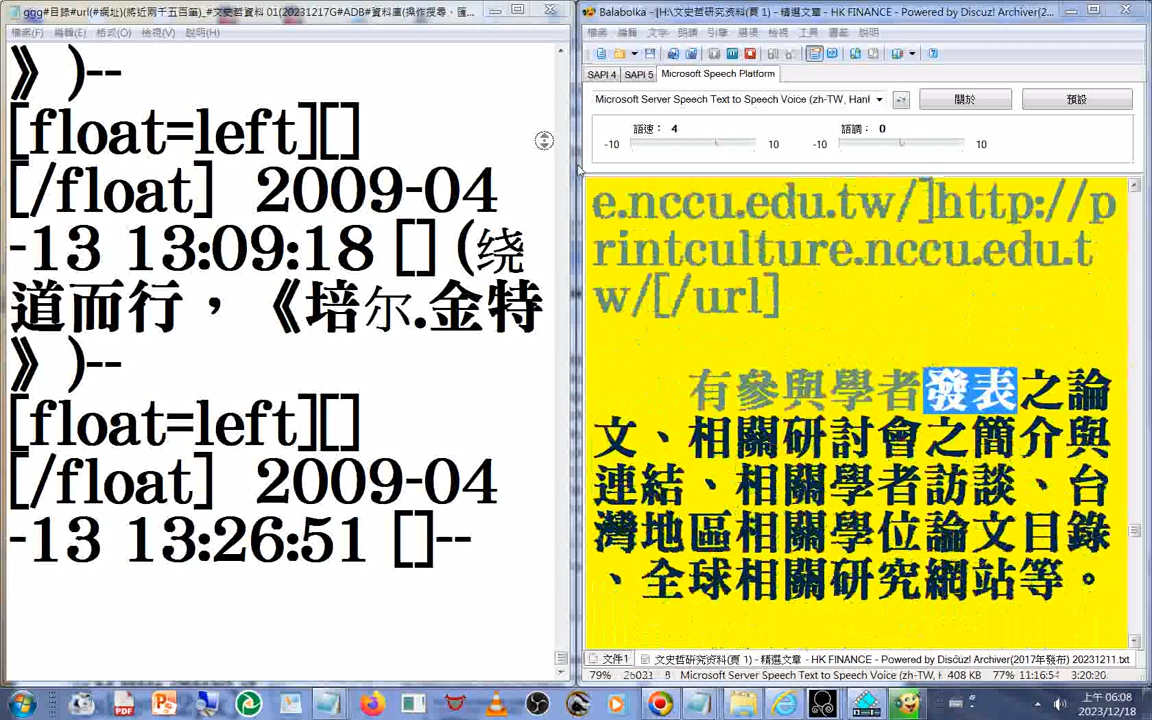 ggg#目錄#url(#網址)(將近兩千五百筆)_#文史哲資料 01(20231217G#ADB#資料庫(操作搜尋，匯...
檔案(F) 編輯(E) 格式(O) 檢視(V) 說明(H)
》 )--
[float=left][]
[/float] 2009-04
-13 13:09:18 [] (绕
道而行，《培尔.金特
》 )--
[float=left][]
[/float] 2009-04
-13 13:26:51 []--
Balabolka - [H:\文史哲研究资料(頁 1) - 精選文章 - HK FINANCE - Powered by Discuz! Archiver(2...
檔案 編輯 文字 朗讀 引擎 選項 檢視 工具 書籤 說明
SAPI 4 SAPI 5 Microsoft Speech Platform
Microsoft Server Speech Text to Speech Voice (zh-TW, Hanl
關於
預設
語速： 4
語調： 0
-10 10 -10 10
e.nccu.edu.tw/]http://p
rintculture.nccu.edu.t
w/[/url]
有參與學者發表之論
文、相關研討會之簡介與
連結、相關學者訪談、台
灣地區相關學位論文目錄
、全球相關研究網站等。
文件1 文史哲研究资料(頁 1) - 精選文章 - HK FINANCE - Powered by Discuz! Archiver(2017年發布) 20231211.txt
79% Microsoft Server Speech Text to Speech Voice (zh-TW, 408 KB 77% 11:16:54 3:20:20
PDF
上午 06:08
2023/12/18